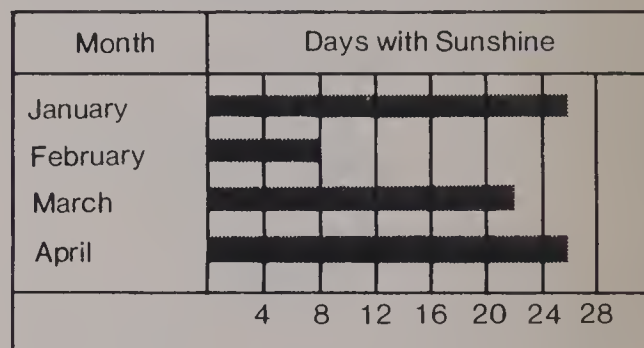 Month Days with Sunshine
January
February
March
April
4 8 12 16 20 24 28